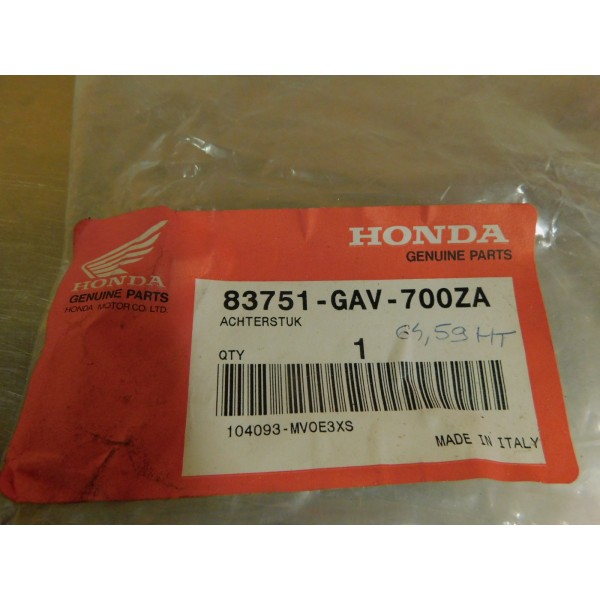 HONDA
GENUINE PARTS
HONDA
GENUINE PARTS
HONDA MOTOR CO. LTD.
83751-GAV-700ZA
ACHTERSTUK
QTY 1
64,59 HT
104093-MV0E3XS
MADE IN ITALY